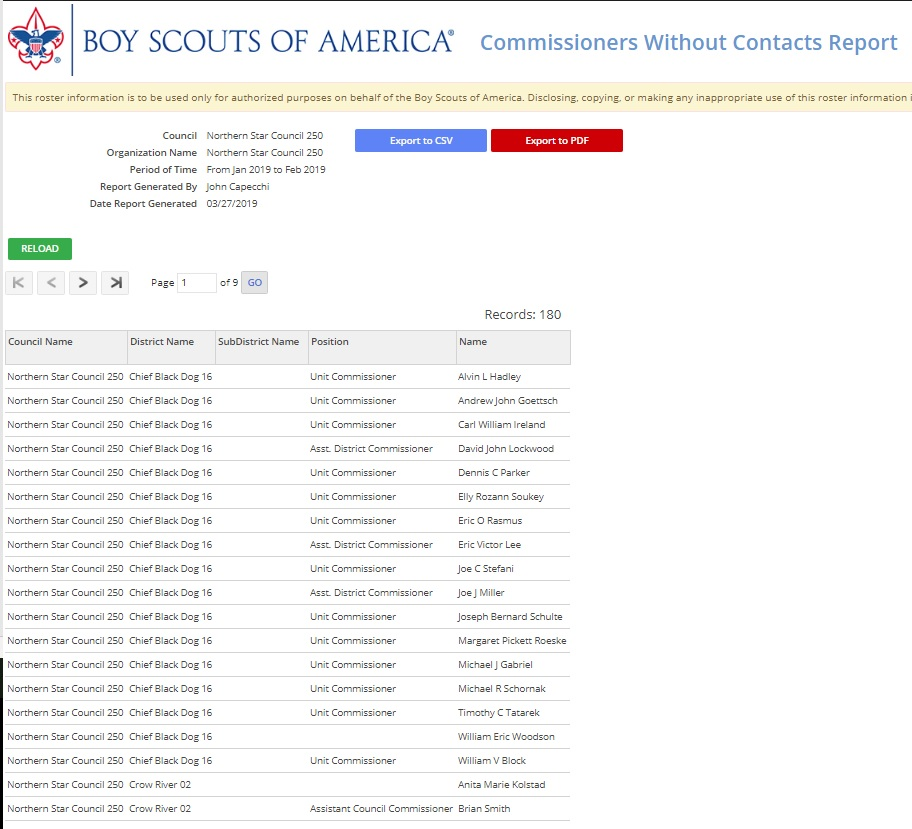 BOY SCOUTS OF AMERICA® Commissioners Without Contacts Report
This roster information is to be used only for authorized purposes on behalf of the Boy Scouts of America. Disclosing, copying, or making any inappropriate use of this roster information
Council Northern Star Council 250 Export to CSV Export to PDF
Organization Name Northern Star Council 250
Period of Time From Jan 2019 to Feb 2019
Report Generated By John Capecchi
Date Report Generated 03/27/2019
RELOAD
Page 1 of 9 GO
Records: 180
Council Name District Name SubDistrict Name Position Name
Northern Star Council 250 Chief Black Dog 16 Unit Commissioner Alvin L Hadley
Northern Star Council 250 Chief Black Dog 16 Unit Commissioner Andrew John Goettsch
Northern Star Council 250 Chief Black Dog 16 Unit Commissioner Carl William Ireland
Northern Star Council 250 Chief Black Dog 16 Asst. District Commissioner David John Lockwood
Northern Star Council 250 Chief Black Dog 16 Unit Commissioner Dennis C Parker
Northern Star Council 250 Chief Black Dog 16 Unit Commissioner Elly Rozann Soukey
Northern Star Council 250 Chief Black Dog 16 Unit Commissioner Eric O Rasmus
Northern Star Council 250 Chief Black Dog 16 Asst. District Commissioner Eric Victor Lee
Northern Star Council 250 Chief Black Dog 16 Unit Commissioner Joe C Stefani
Northern Star Council 250 Chief Black Dog 16 Asst. District Commissioner Joe J Miller
Northern Star Council 250 Chief Black Dog 16 Unit Commissioner Joseph Bernard Schulte
Northern Star Council 250 Chief Black Dog 16 Unit Commissioner Margaret Pickett Roeske
Northern Star Council 250 Chief Black Dog 16 Unit Commissioner Michael J Gabriel
Northern Star Council 250 Chief Black Dog 16 Unit Commissioner Michael R Schornak
Northern Star Council 250 Chief Black Dog 16 Unit Commissioner Timothy C Tatarek
Northern Star Council 250 Chief Black Dog 16 William Eric Woodson
Northern Star Council 250 Chief Black Dog 16 Unit Commissioner William V Block
Northern Star Council 250 Crow River 02 Anita Marie Kolstad
Northern Star Council 250 Crow River 02 Assistant Council Commissioner Brian Smith